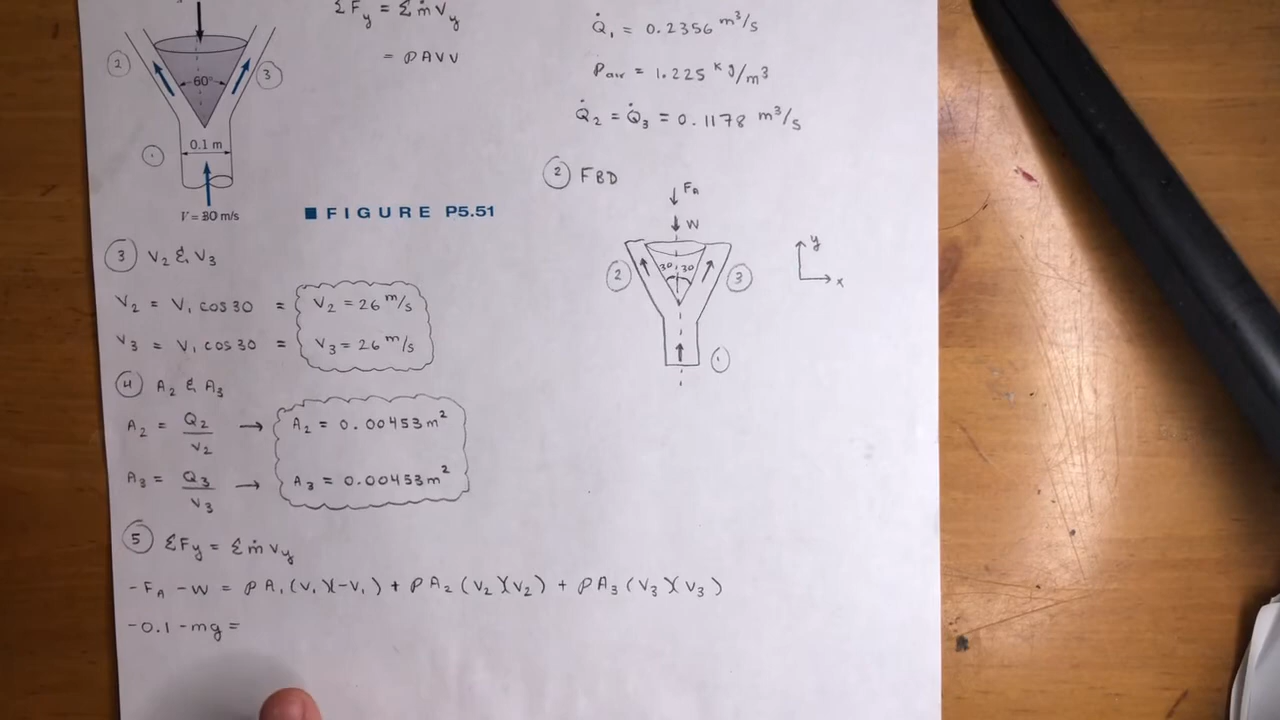 ΣFy = Σṁ Vy
= ρAVV
2
60°
3
0.1 m
1
V = 30 m/s
FIGURE P5.51
Q̇1 = 0.2356 m³/s
ρair = 1.225 kg/m³
Q̇2 = Q̇3 = 0.1178 m³/s
2 FBD
FA
W
2
30 30
3
1
y
x
3 V2 & V3
V2 = V1 cos 30 = V2 = 26 m/s
V3 = V1 cos 30 = V3 = 26 m/s
4 A2 & A3
A2 = Q2/V2 → A2 = 0.00453 m²
A3 = Q3/V3 → A3 = 0.00453 m²
5 ΣFy = Σṁ Vy
-FA - W = ρA1(V1)(-V1) + ρA2(V2)(V2) + ρA3(V3)(V3)
-0.1 - mg =